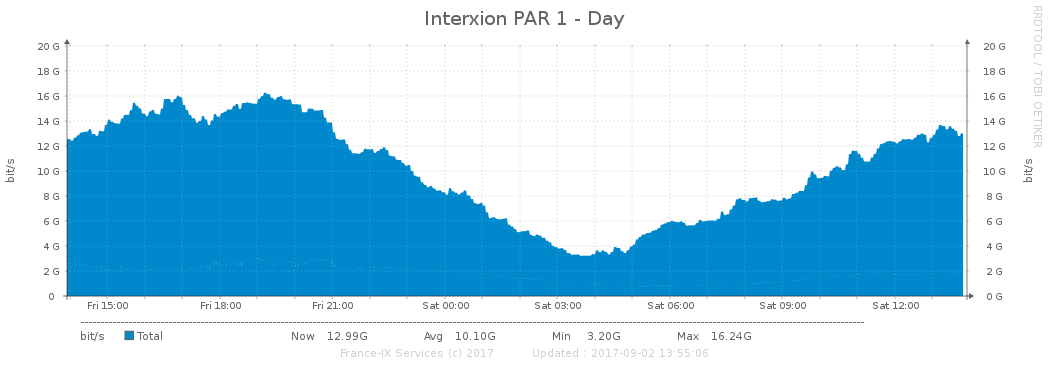 Interxion PAR 1 - Day
RRDTOOL / TOBI OETIKER
20 G 20 G
18 G 18 G
16 G 16 G
14 G 14 G
12 G 12 G
10 G 10 G
8 G 8 G
6 G 6 G
4 G 4 G
2 G 2 G
0 0 G
bit/s
bit/s
Fri 15:00 Fri 18:00 Fri 21:00 Sat 00:00 Sat 03:00 Sat 06:00 Sat 09:00 Sat 12:00
bit/s Total Now 12.99G Avg 10.10G Min 3.20G Max 16.24G
France-IX Services (c) 2017 Updated : 2017-09-02 13:55:06